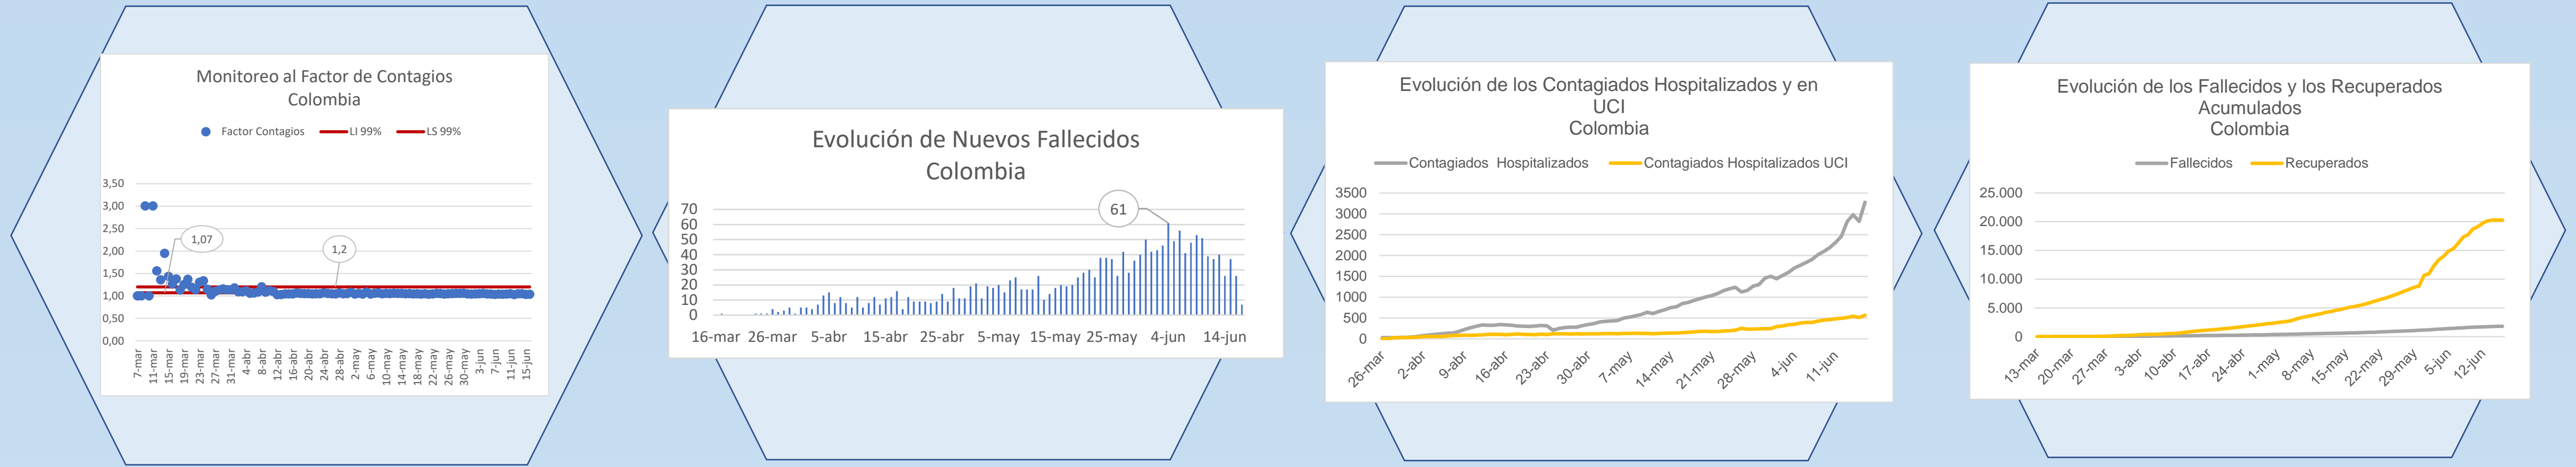 Monitoreo al Factor de Contagios
Colombia
Factor Contagios LI 99% LS 99%
3,50
3,00
2,50
2,00
1,50
1,00
0,50
0,00
1,07
1,2
7-mar 11-mar 15-mar 19-mar 23-mar 27-mar 31-mar 4-abr 8-abr 12-abr 16-abr 20-abr 24-abr 28-abr 2-may 6-may 10-may 14-may 18-may 22-may 26-may 30-may 3-jun 7-jun 11-jun 15-jun
Evolución de Nuevos Fallecidos
Colombia
61
70
60
50
40
30
20
10
0
16-mar 26-mar 5-abr 15-abr 25-abr 5-may 15-may 25-may 4-jun 14-jun
Evolución de los Contagiados Hospitalizados y en
UCI
Colombia
Contagiados Hospitalizados Contagiados Hospitalizados UCI
3500
3000
2500
2000
1500
1000
500
0
26-mar 2-abr 9-abr 16-abr 23-abr 30-abr 7-may 14-may 21-may 28-may 4-jun 11-jun
Evolución de los Fallecidos y los Recuperados
Acumulados
Colombia
Fallecidos Recuperados
25.000
20.000
15.000
10.000
5.000
0
13-mar 20-mar 27-mar 3-abr 10-abr 17-abr 24-abr 1-may 8-may 15-may 22-may 29-may 5-jun 12-jun